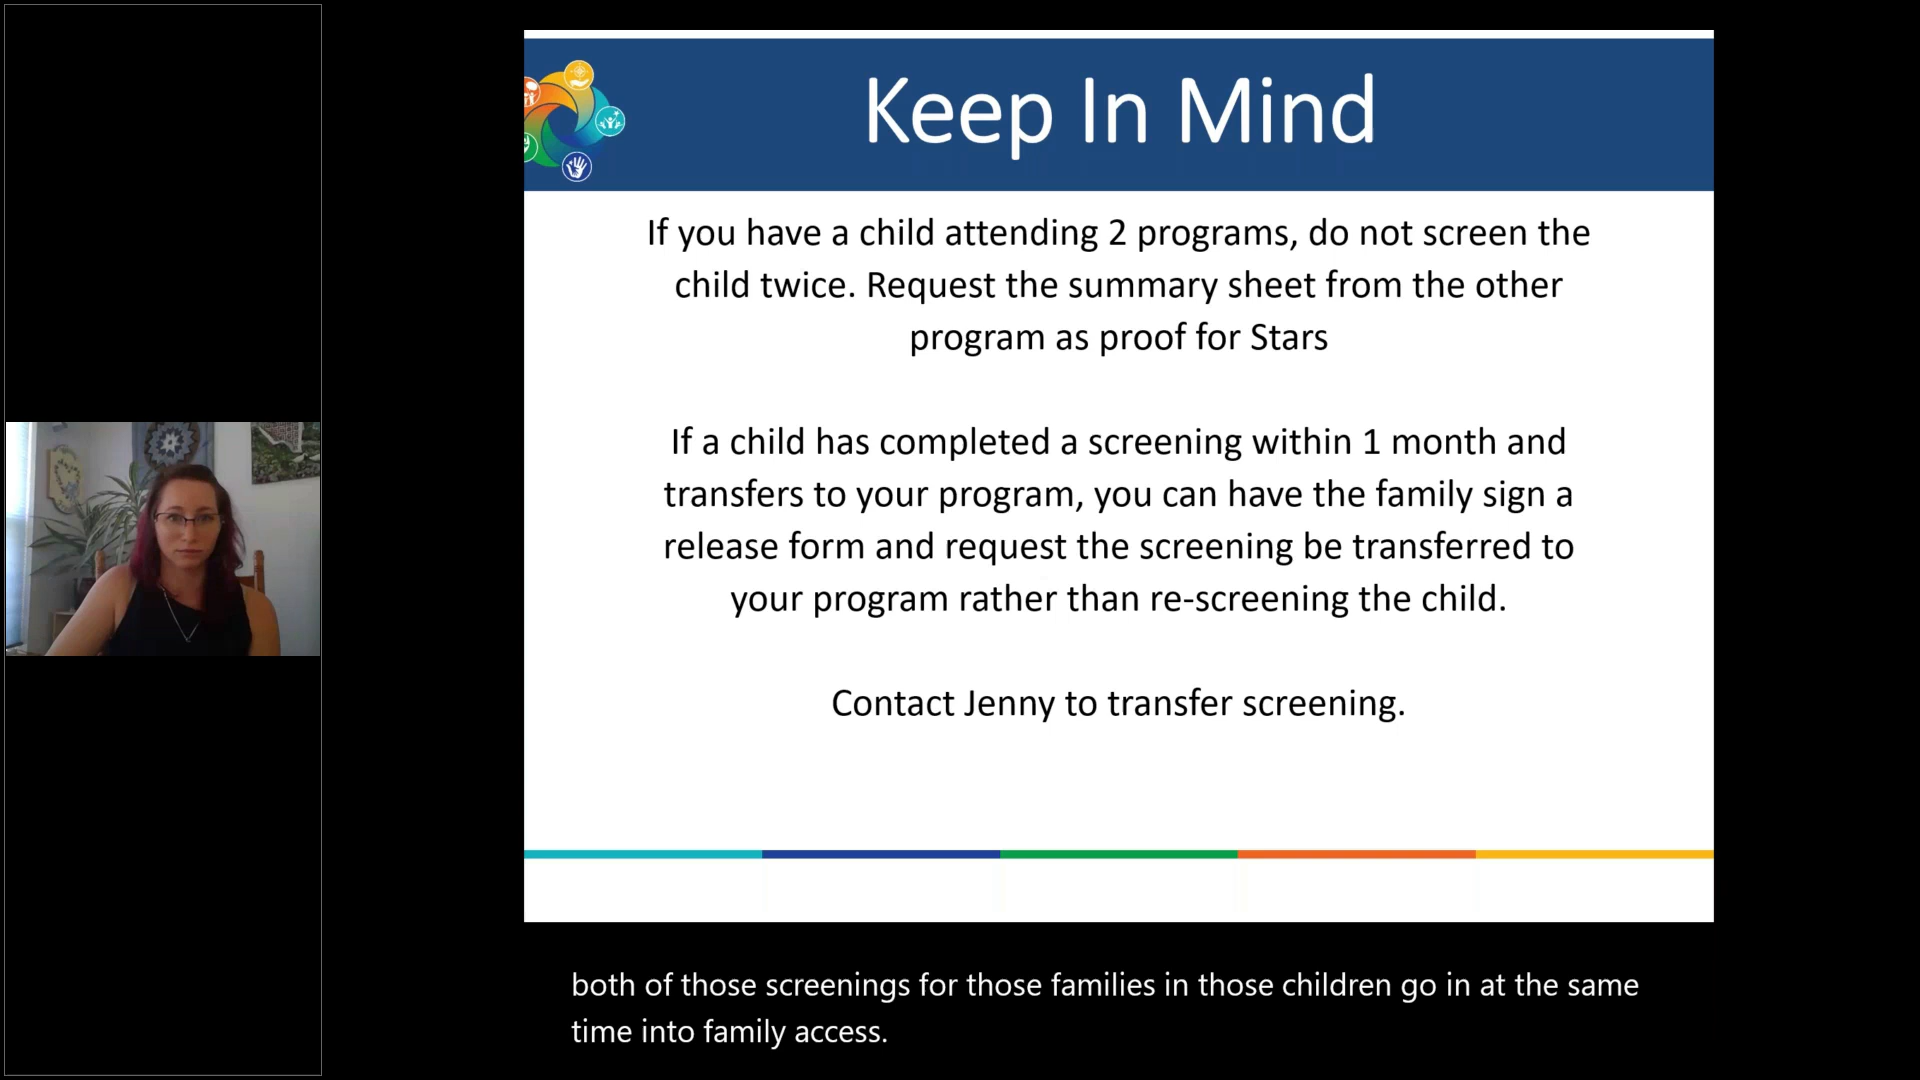 Keep In Mind
If you have a child attending 2 programs, do not screen the
child twice. Request the summary sheet from the other
program as proof for Stars
If a child has completed a screening within 1 month and
transfers to your program, you can have the family sign a
release form and request the screening be transferred to
your program rather than re-screening the child.
Contact Jenny to transfer screening.
both of those screenings for those families in those children go in at the same
time into family access.